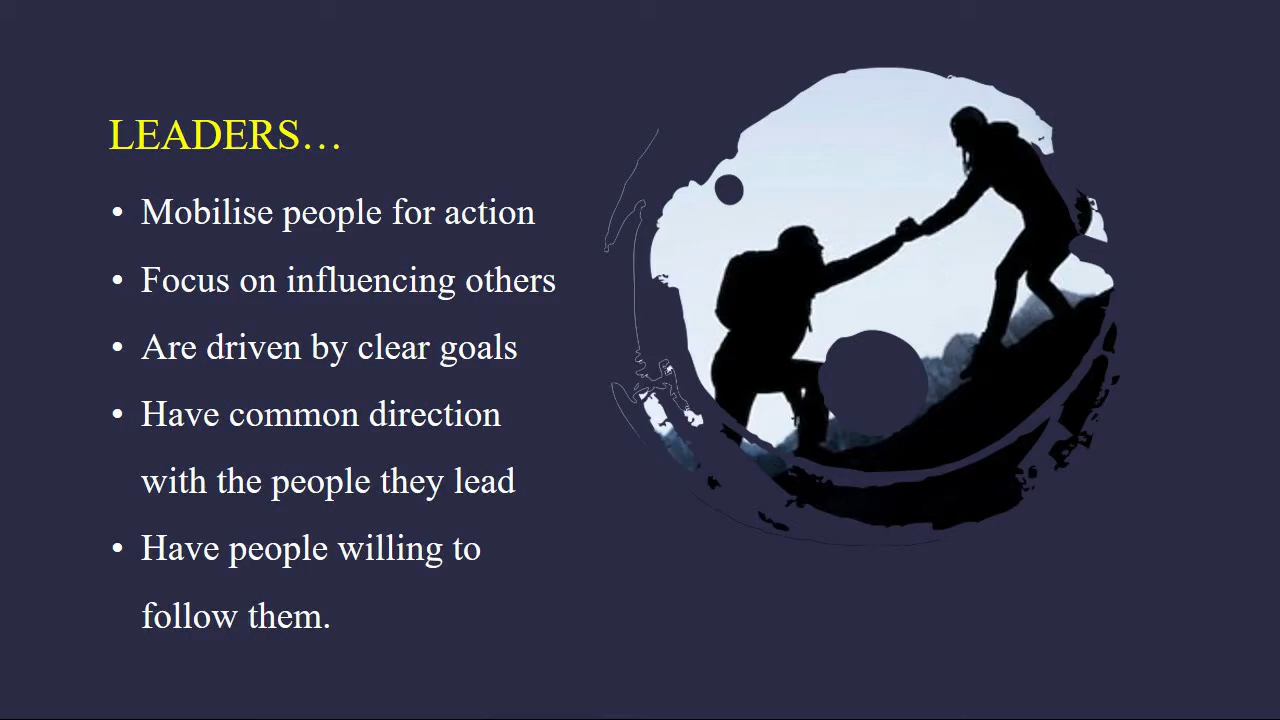 LEADERS…
• Mobilise people for action
• Focus on influencing others
• Are driven by clear goals
• Have common direction
with the people they lead
• Have people willing to
follow them.